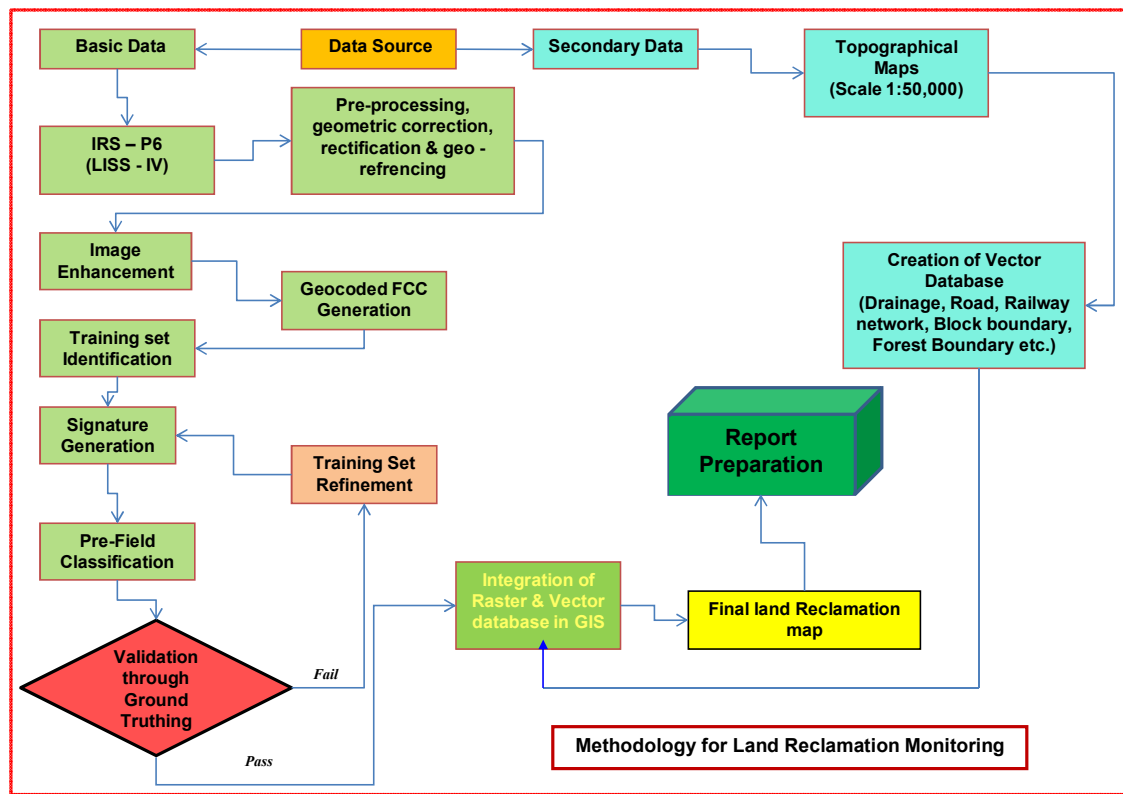 Basic Data
Data Source
Secondary Data
Topographical
Maps
(Scale 1:50,000)
IRS – P6
(LISS - IV)
Pre-processing,
geometric correction,
rectification & geo -
refrencing
Image
Enhancement
Geocoded FCC
Generation
Creation of Vector
Database
(Drainage, Road, Railway
network, Block boundary,
Forest Boundary etc.)
Training set
Identification
Signature
Generation
Training Set
Refinement
Report
Preparation
Pre-Field
Classification
Integration of
Raster & Vector
database in GIS
Final land Reclamation
map
Validation
through
Ground
Truthing
Fail
Pass
Methodology for Land Reclamation Monitoring